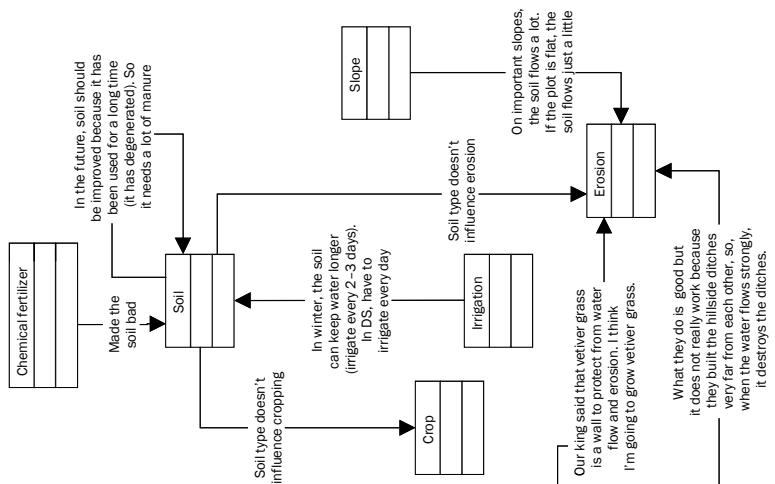 Chemical fertilizer
Made the
soil bad
In the future, soil should
be improved because it has
been used for a long time
(it has degenerated). So
it needs a lot of manure
Soil
Slope
On important slopes,
the soil flows a lot.
If the plot is flat, the
soil flows just a little
Soil type doesn't
influence cropping
In winter, the soil
can keep water longer
(irrigate every 2–3 days).
In DS, have to
irrigate every day
Soil type doesn't
influence erosion
Crop
Irrigation
Erosion
Our king said that vetiver grass
is a wall to protect from water
flow and erosion. I think
I'm going to grow vetiver grass.
What they do is good but
it does not really work because
they built the hillside ditches
very far from each other, so,
when the water flows strongly,
it destroys the ditches.